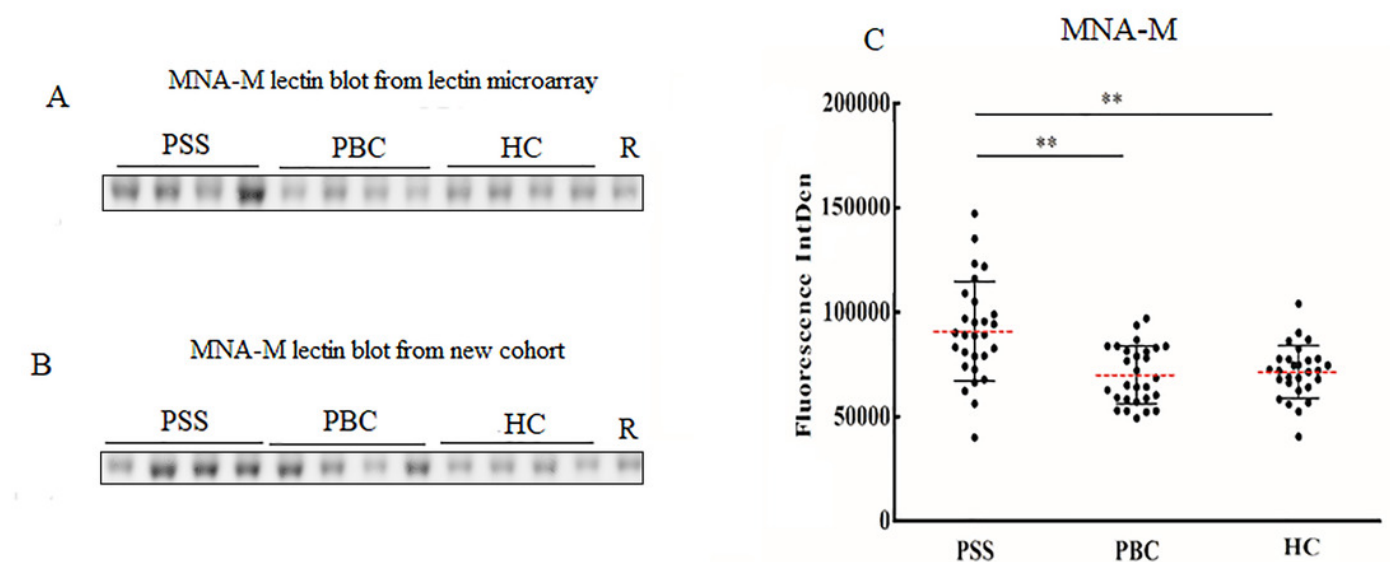 A
MNA-M lectin blot from lectin microarray
PSS PBC HC R
B
MNA-M lectin blot from new cohort
PSS PBC HC R
C
MNA-M
**
**
Fluorescence IntDen
200000
150000
100000
50000
0
PSS PBC HC